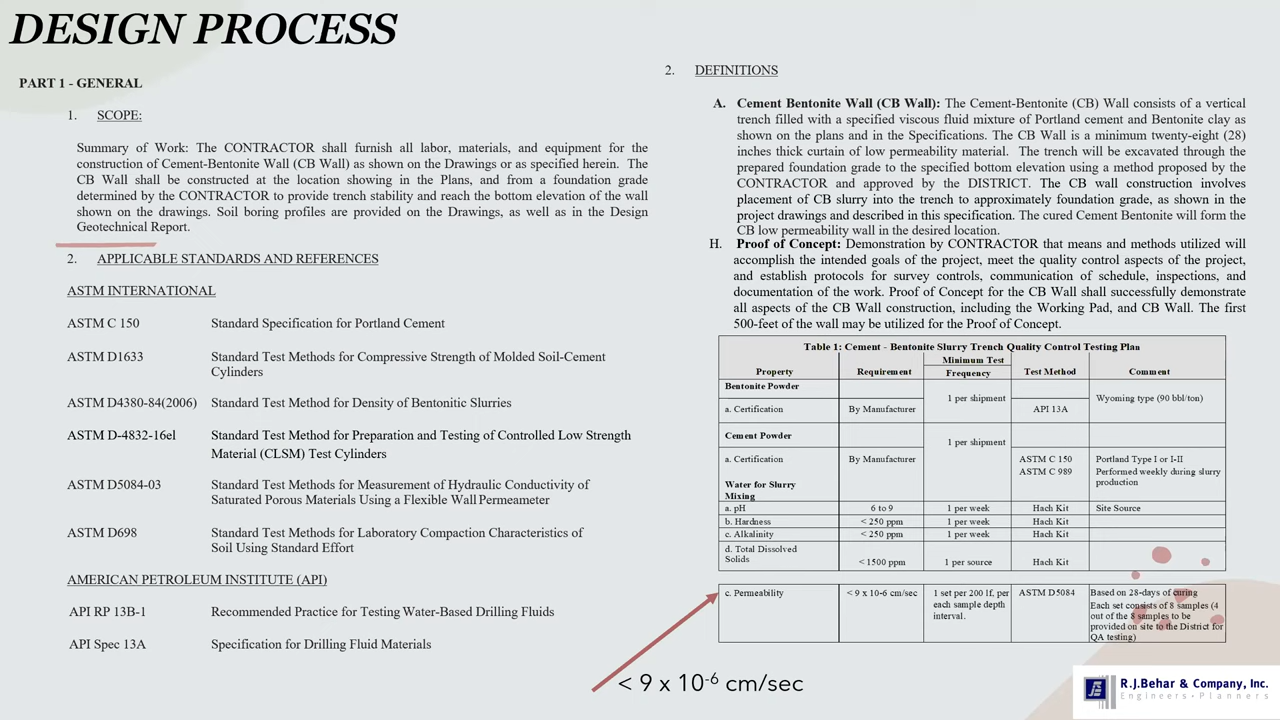 DESIGN PROCESS
PART 1 - GENERAL
1. SCOPE:
Summary of Work: The CONTRACTOR shall furnish all labor, materials, and equipment for the
construction of Cement-Bentonite Wall (CB Wall) as shown on the Drawings or as specified herein. The
CB Wall shall be constructed at the location showing in the Plans, and from a foundation grade
determined by the CONTRACTOR to provide trench stability and reach the bottom elevation of the wall
shown on the drawings. Soil boring profiles are provided on the Drawings, as well as in the Design
Geotechnical Report.
2. APPLICABLE STANDARDS AND REFERENCES
ASTM INTERNATIONAL
ASTM C 150 Standard Specification for Portland Cement
ASTM D1633 Standard Test Methods for Compressive Strength of Molded Soil-Cement
Cylinders
ASTM D4380-84(2006) Standard Test Method for Density of Bentonitic Slurries
ASTM D-4832-16el Standard Test Method for Preparation and Testing of Controlled Low Strength
Material (CLSM) Test Cylinders
ASTM D5084-03 Standard Test Methods for Measurement of Hydraulic Conductivity of
Saturated Porous Materials Using a Flexible Wall Permeameter
ASTM D698 Standard Test Methods for Laboratory Compaction Characteristics of
Soil Using Standard Effort
AMERICAN PETROLEUM INSTITUTE (API)
API RP 13B-1 Recommended Practice for Testing Water-Based Drilling Fluids
API Spec 13A Specification for Drilling Fluid Materials
2. DEFINITIONS
A. Cement Bentonite Wall (CB Wall): The Cement-Bentonite (CB) Wall consists of a vertical
trench filled with a specified viscous fluid mixture of Portland cement and Bentonite clay as
shown on the plans and in the Specifications. The CB Wall is a minimum twenty-eight (28)
inches thick curtain of low permeability material. The trench will be excavated through the
prepared foundation grade to the specified bottom elevation using a method proposed by the
CONTRACTOR and approved by the DISTRICT. The CB wall construction involves
placement of CB slurry into the trench to approximately foundation grade, as shown in the
project drawings and described in this specification. The cured Cement Bentonite will form the
CB low permeability wall in the desired location.
H. Proof of Concept: Demonstration by CONTRACTOR that means and methods utilized will
accomplish the intended goals of the project, meet the quality control aspects of the project,
and establish protocols for survey controls, communication of schedule, inspections, and
documentation of the work. Proof of Concept for the CB Wall shall successfully demonstrate
all aspects of the CB Wall construction, including the Working Pad, and CB Wall. The first
500-feet of the wall may be utilized for the Proof of Concept.
Table 1: Cement - Bentonite Slurry Trench Quality Control Testing Plan
Property Requirement Minimum Test Frequency Test Method Comment
Bentonite Powder
1 per shipment Wyoming type (90 bbl/ton)
a. Certification By Manufacturer API 13A
Cement Powder
1 per shipment
a. Certification By Manufacturer ASTM C 150 Portland Type I or I-II
ASTM C 989 Performed weekly during slurry
production
Water for Slurry
Mixing
a. pH 6 to 9 1 per week Hach Kit Site Source
b. Hardness < 250 ppm 1 per week Hach Kit
c. Alkalinity < 250 ppm 1 per week Hach Kit
d. Total Dissolved
Solids < 1500 ppm 1 per source Hach Kit
c. Permeability < 9 x 10-6 cm/sec 1 set per 200 lf, per ASTM D5084 Based on 28-days of curing
each sample depth Each set consists of 8 samples (4
interval. out of the 8 samples to be
provided on site to the District for
QA testing)
< 9 x 10-6 cm/sec
R.J.Behar & Company, Inc.
Engineers • Planners